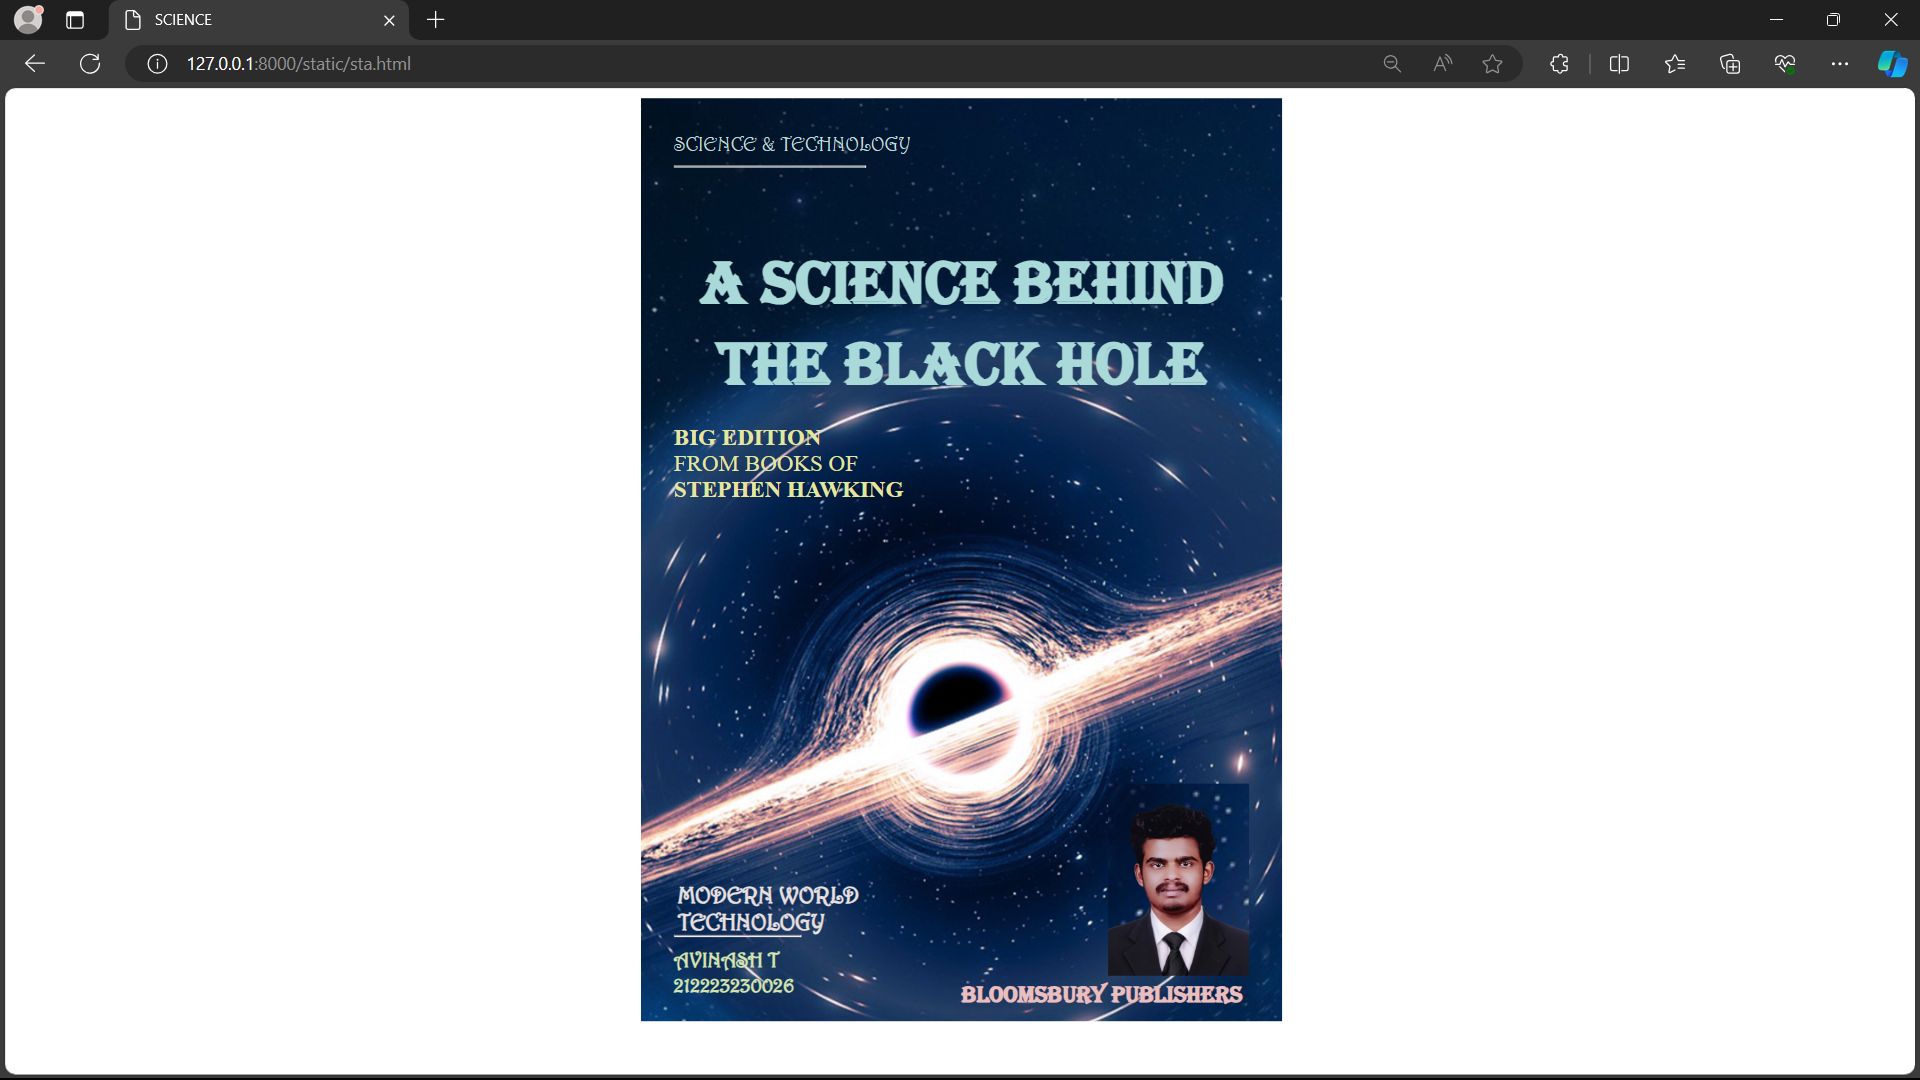 SCIENCE
127.0.0.1:8000/static/sta.html
SCIENCE & TECHNOLOGY
A SCIENCE BEHIND
THE BLACK HOLE
BIG EDITION
FROM BOOKS OF
STEPHEN HAWKING
MODERN WORLD
TECHNOLOGY
AVINASH T
212223230026
BLOOMSBURY PUBLISHERS